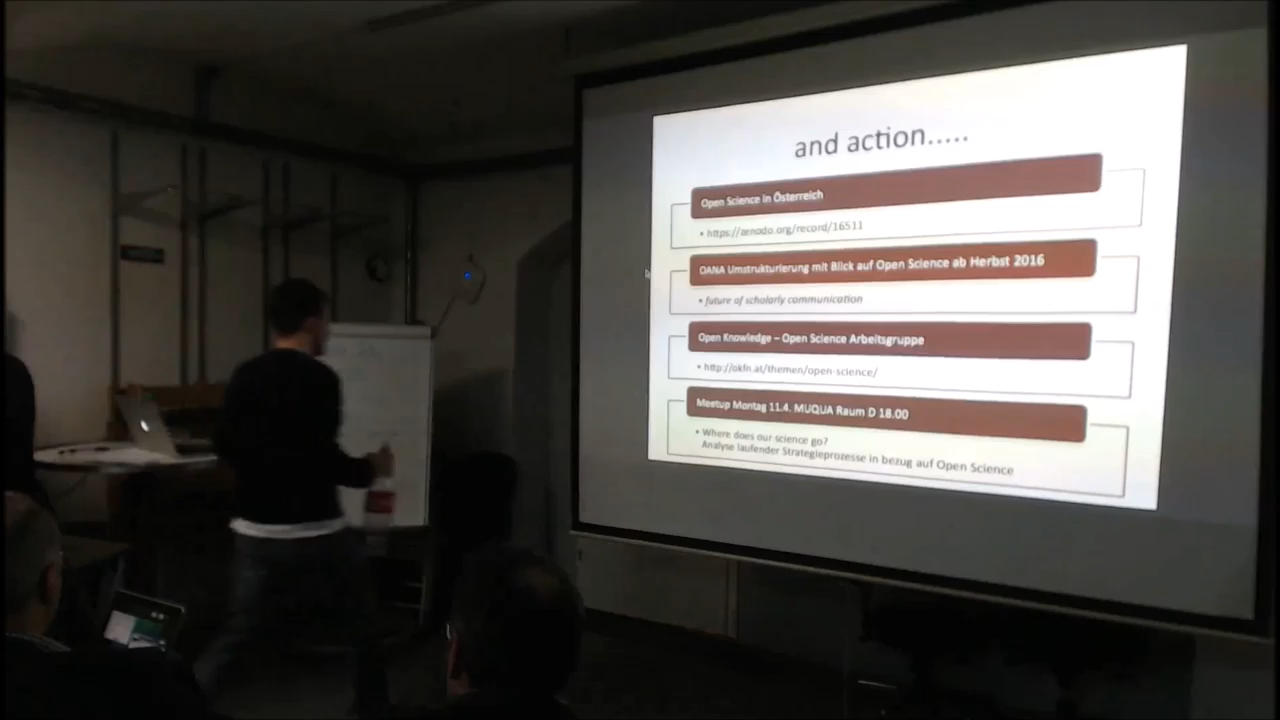 and action.....
Open Science in Österreich
• https://zenodo.org/record/16511
OANA Umstrukturierung mit Blick auf Open Science ab Herbst 2016
• future of scholarly communication
Open Knowledge – Open Science Arbeitsgruppe
• http://okfn.at/themen/open-science/
Meetup Montag 11.4. MUQUA Raum D 18.00
• Where does our science go?
Analyse laufender Strategieprozesse in bezug auf Open Science